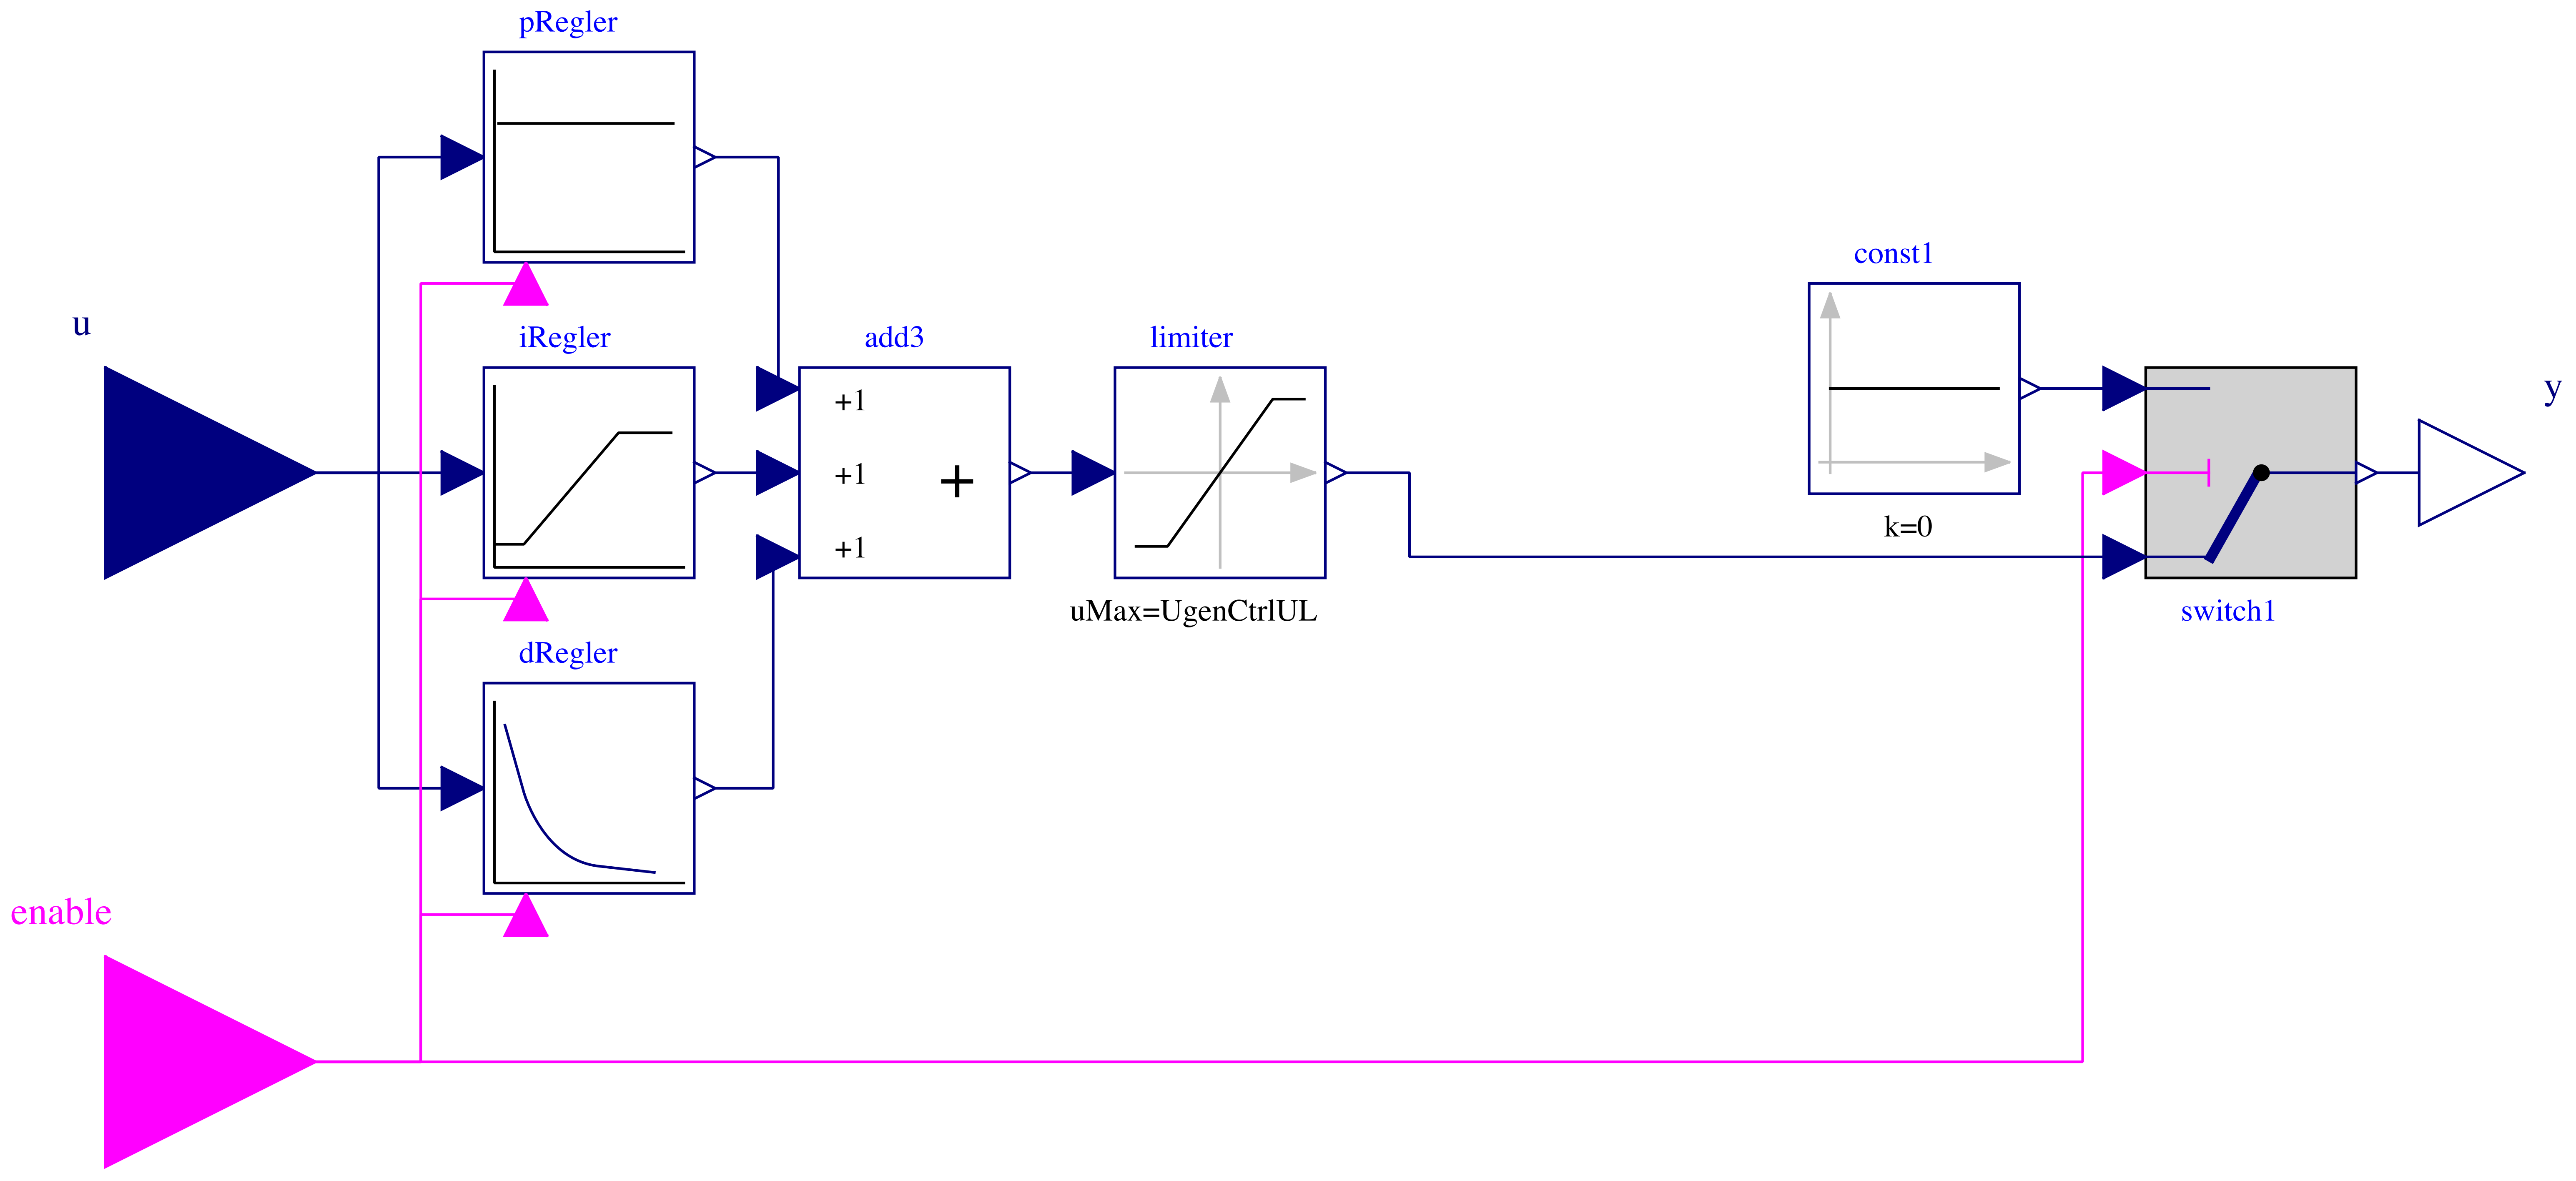 pRegler
u
iRegler
add3
limiter
const1
y
+1
+1
+
+1
k=0
uMax=UgenCtrlUL
switch1
dRegler
enable